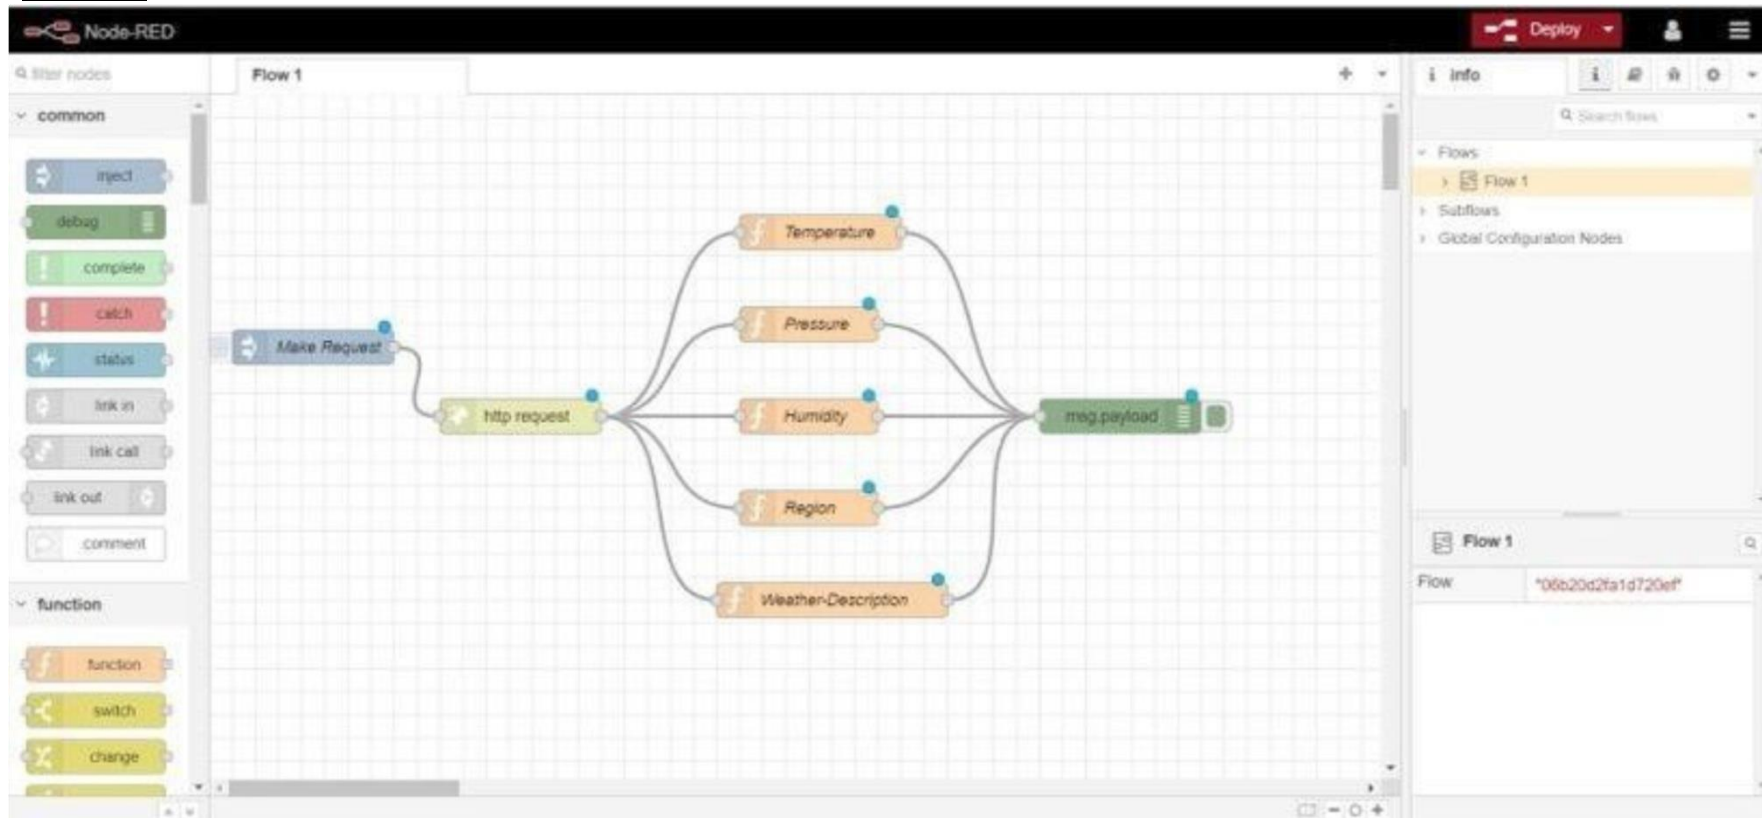 Node-RED
Deploy
filter nodes
Flow 1
info
i
Search flows
common
inject
debug
complete
catch
status
link in
link call
link out
comment
function
function
switch
change
Make Request
http request
Temperature
Pressure
Humidity
Region
Weather-Description
msg.payload
Flows
Flow 1
Subflows
Global Configuration Nodes
Flow 1
Flow "06b20d2fa1d720ef"